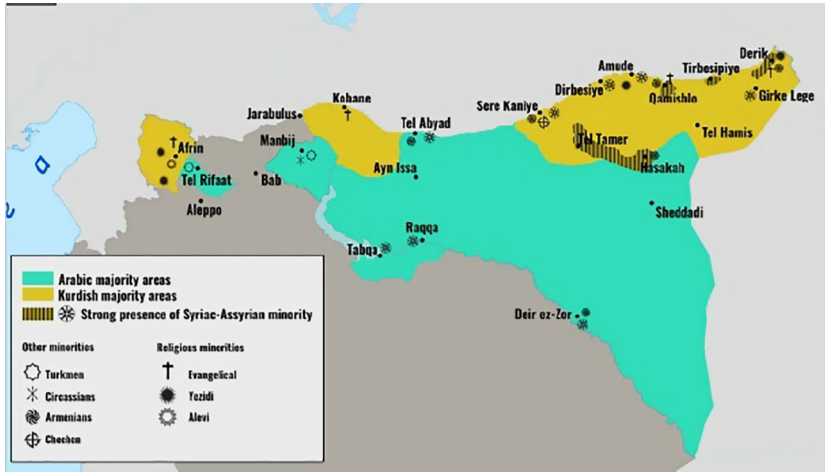 Derik
Amude
Tirbesipiye
Dirbesiye
Qamishlo
Girke Lege
Kobane
Sere Kaniye
Jarabulus
Tel Abyad
Tel Hamis
Manbij
Tel Tamer
Afrin
Hasakah
Ayn Issa
Tel Rifaat
Bab
Aleppo
Sheddadi
Raqqa
Tabqa
Deir ez-Zor
Arabic majority areas
Kurdish majority areas
Strong presence of Syriac-Assyrian minority
Other minorities
Religious minorities
Turkmen
Evangelical
Circassians
Yezidi
Armenians
Alevi
Chechen